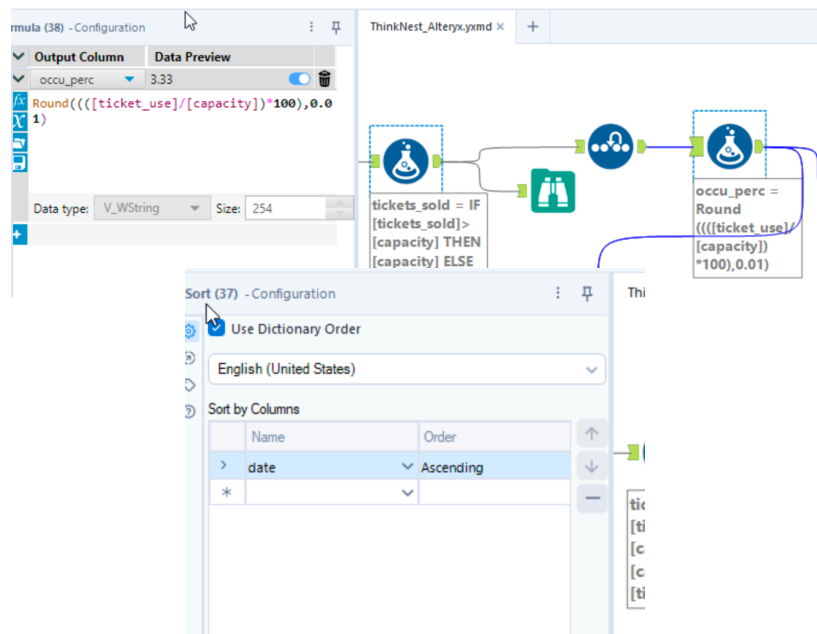 rmula (38) - Configuration
Output Column
Data Preview
occu_perc
3.33
Round((([ticket_use]/[capacity])*100),0.0
1)
Data type:
V_WString
Size:
254
ThinkNest_Alteryx.yxmd
tickets_sold = IF
[tickets_sold]>
[capacity] THEN
[capacity] ELSE
occu_perc =
Round
((([ticket_use]/
[capacity])
*100),0.01)
Sort (37) - Configuration
Use Dictionary Order
English (United States)
Sort by Columns
Name
Order
date
Ascending
Thi
tic
[ti
[c
[c
[ti